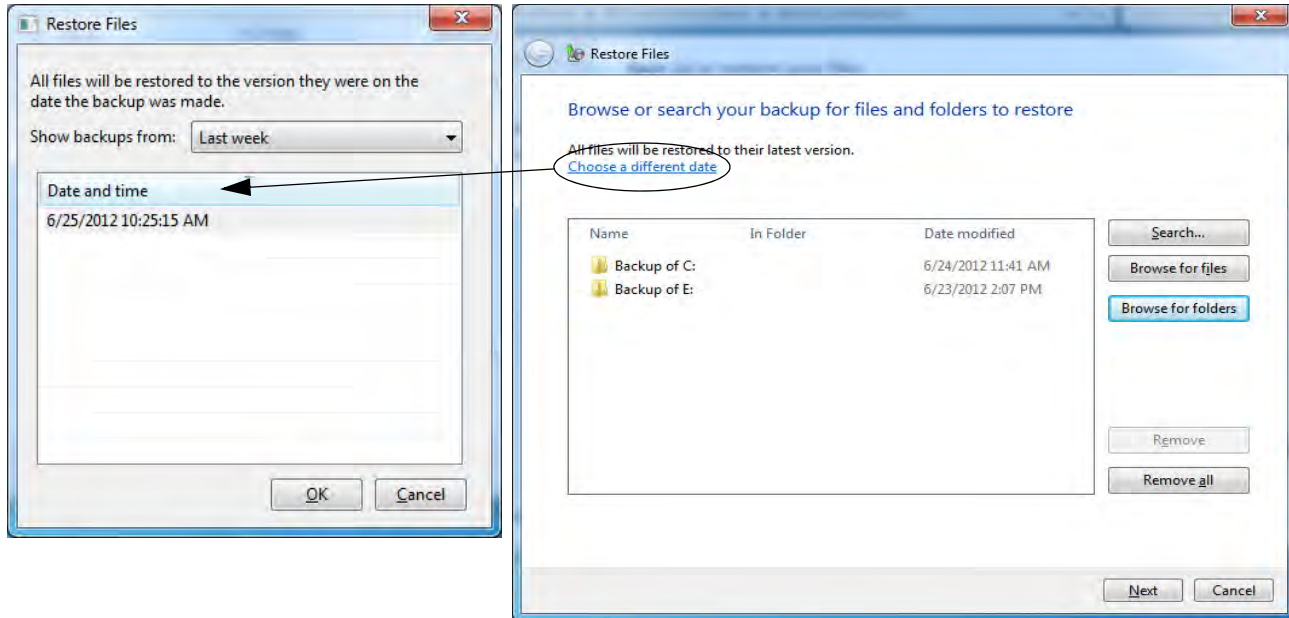 Restore Files
All files will be restored to the version they were on the
date the backup was made.
Show backups from: Last week
Date and time
6/25/2012 10:25:15 AM
OK Cancel
Restore Files
Browse or search your backup for files and folders to restore
All files will be restored to their latest version.
Choose a different date
Name In Folder Date modified
Backup of C: 6/24/2012 11:41 AM
Backup of E: 6/23/2012 2:07 PM
Search...
Browse for files
Browse for folders
Remove
Remove all
Next Cancel